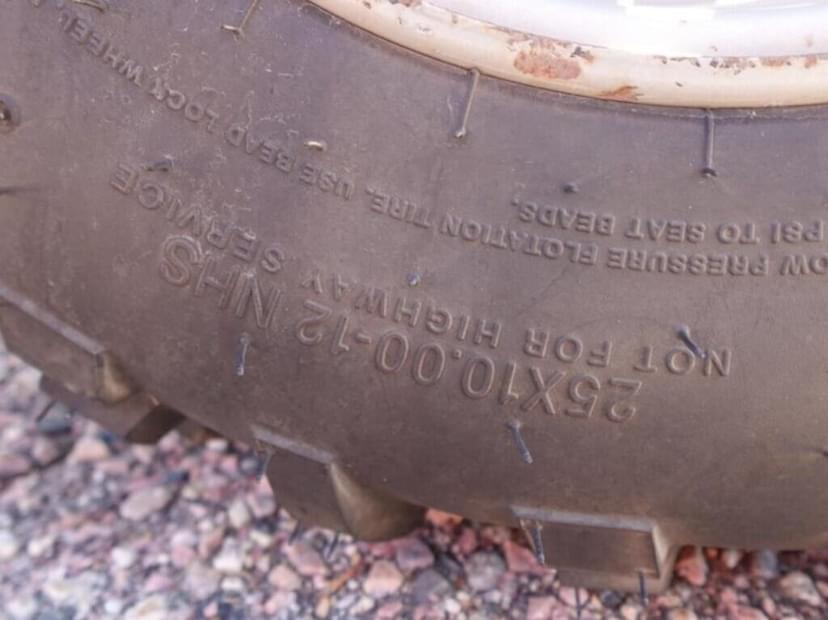 25X10.00-12 NHS
NOT FOR HIGHWAY SERVICE
OW PRESSURE FLOTATION TIRE. USE BEAD LOCK WHEEL
PSI TO SEAT BEADS.